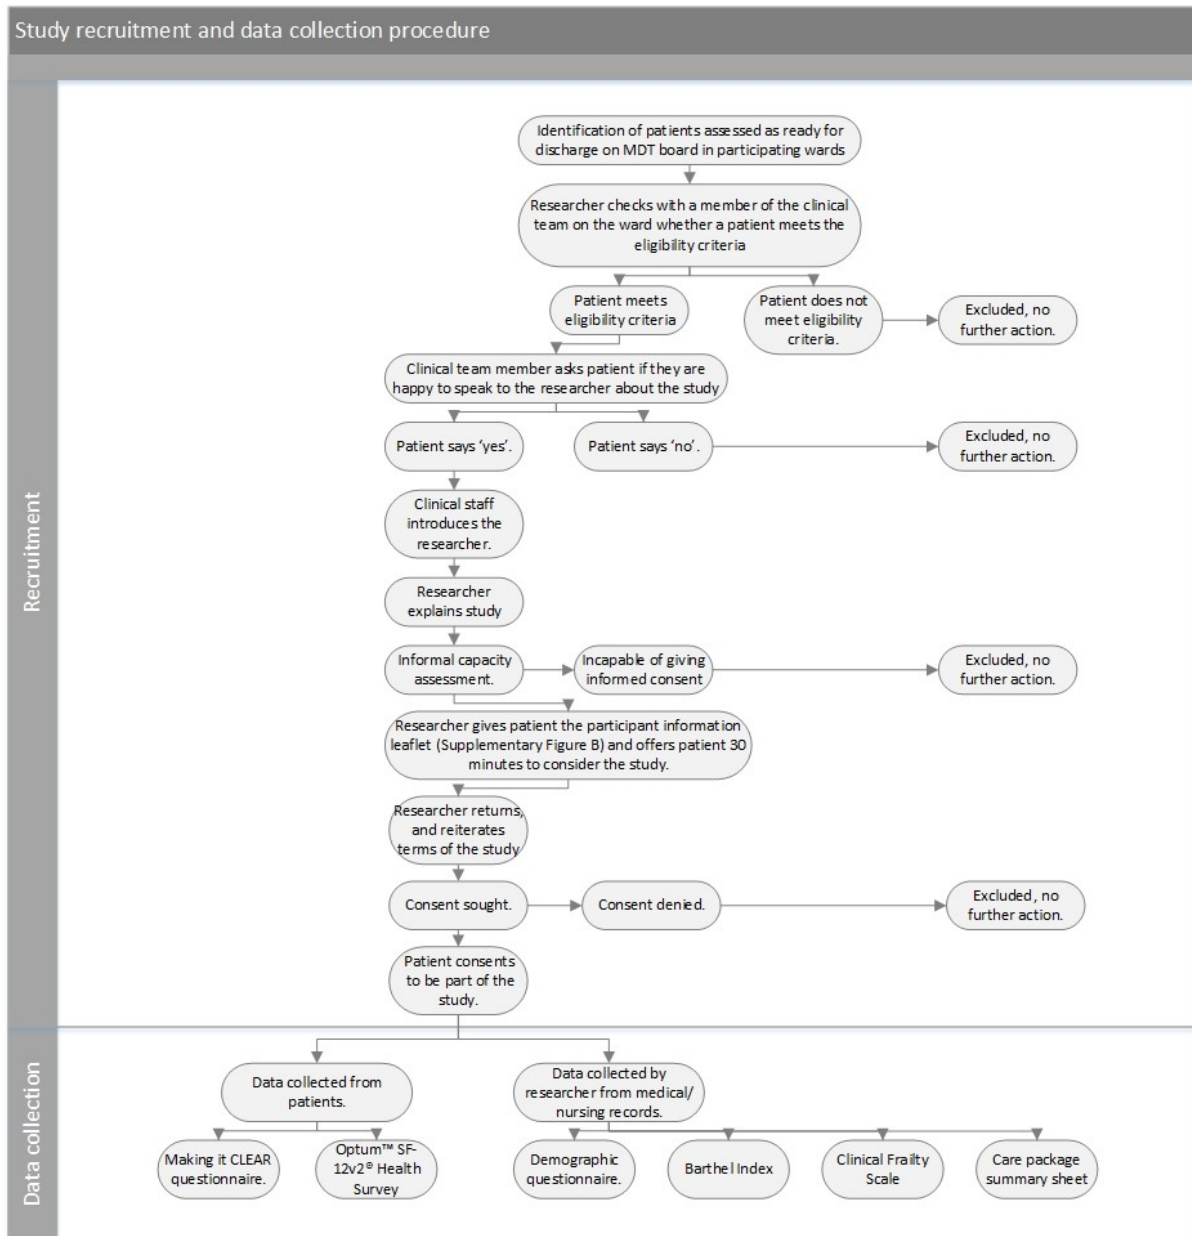 Study recruitment and data collection procedure
Recruitment
Identification of patients assessed as ready for
discharge on MDT board in participating wards
Researcher checks with a member of the clinical
team on the ward whether a patient meets the
eligibility criteria
Patient meets
eligibility criteria
Patient does not
meet eligibility
criteria.
Excluded, no
further action.
Clinical team member asks patient if they are
happy to speak to the researcher about the study
Patient says ‘yes’.
Patient says ‘no’.
Excluded, no
further action.
Clinical staff
introduces the
researcher.
Researcher
explains study
Informal capacity
assessment.
Incapable of giving
informed consent
Excluded, no
further action.
Researcher gives patient the participant information
leaflet (Supplementary Figure B) and offers patient 30
minutes to consider the study.
Researcher returns,
and reiterates
terms of the study
Consent sought.
Consent denied.
Excluded, no
further action.
Patient consents
to be part of the
study.
Data collection
Data collected from
patients.
Data collected by
researcher from medical/
nursing records.
Making it CLEAR
questionnaire.
Optum™ SF-
12v2® Health
Survey
Demographic
questionnaire.
Barthel Index
Clinical Frailty
Scale
Care package
summary sheet